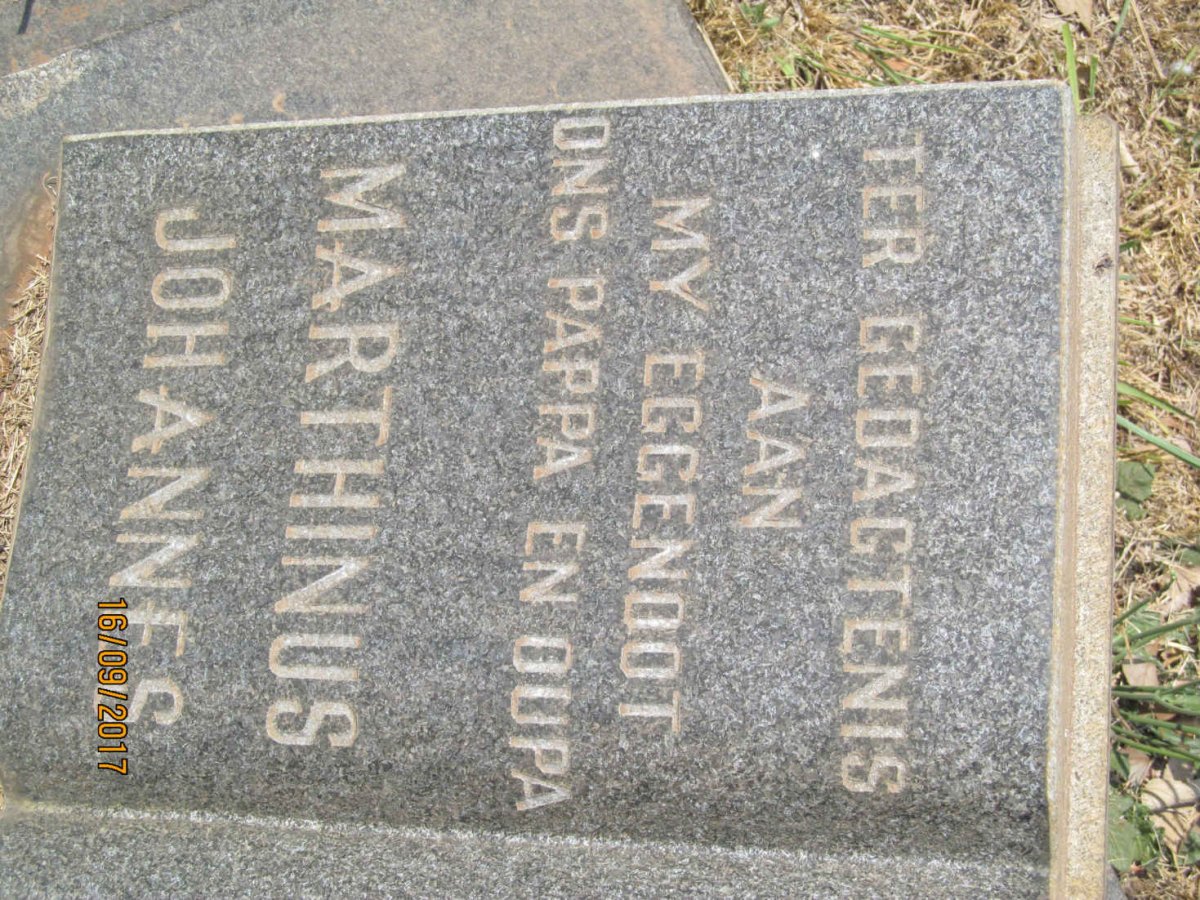 TER GEDAGTENIS
AAN
MY EGGENOOT
ONS PAPPA EN OUPA
MARTHINUS
JOHANNES
16/09/2017